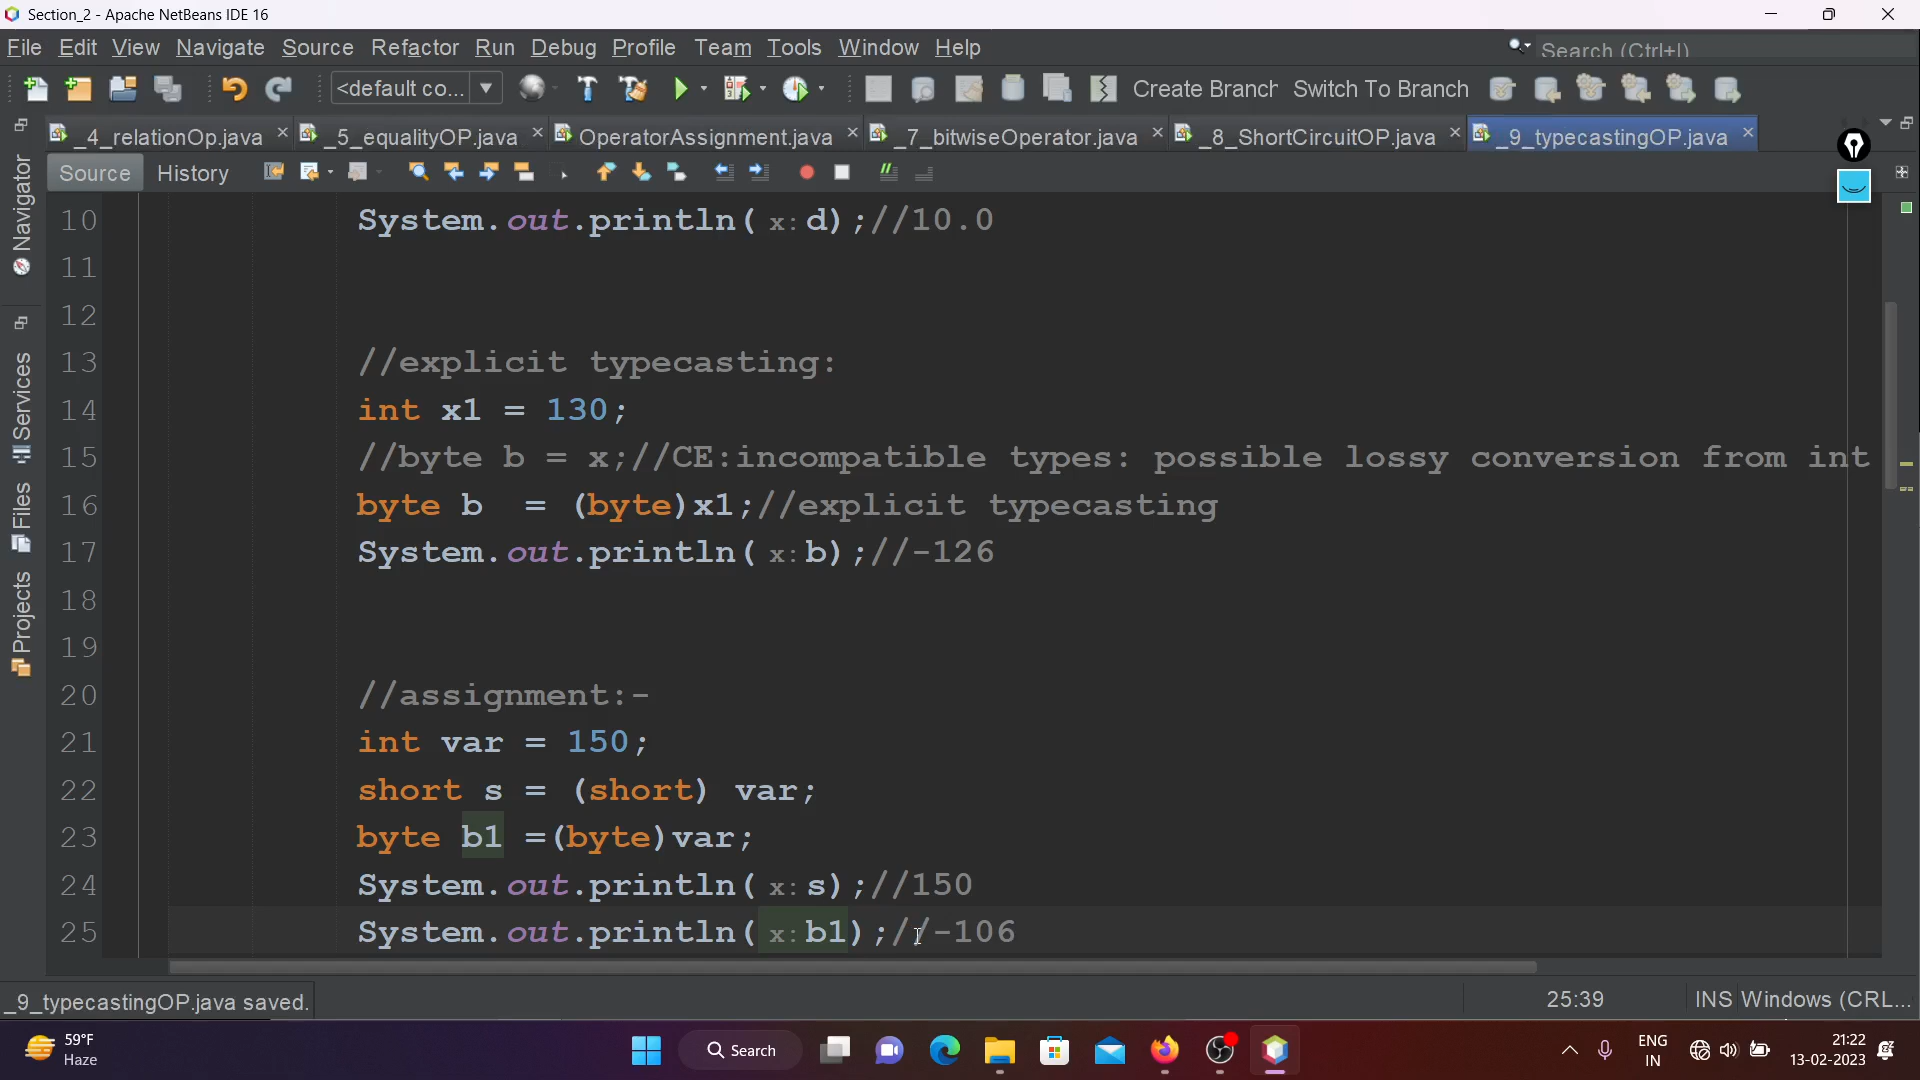 Section_2 - Apache NetBeans IDE 16
File Edit View Navigate Source Refactor Run Debug Profile Team Tools Window Help
Search (Ctrl+I)
<default co...
Create Branch Switch To Branch
_4_relationOp.java _5_equalityOP.java OperatorAssignment.java _7_bitwiseOperator.java _8_ShortCircuitOP.java _9_typecastingOP.java
Source History
Navigator
Services
Files
Projects
10 System.out.println( x: d);//10.0
11
12
13 //explicit typecasting:
14 int x1 = 130;
15 //byte b = x;//CE:incompatible types: possible lossy conversion from int
16 byte b  = (byte)x1;//explicit typecasting
17 System.out.println( x: b);//-126
18
19
20 //assignment:-
21 int var = 150;
22 short s = (short) var;
23 byte b1 =(byte)var;
24 System.out.println( x: s);//150
25 System.out.println( x: b1);//-106
_9_typecastingOP.java saved.
25:39
INS Windows (CRL...
59°F
Haze
Search
ENG
IN
21:22
13-02-2023